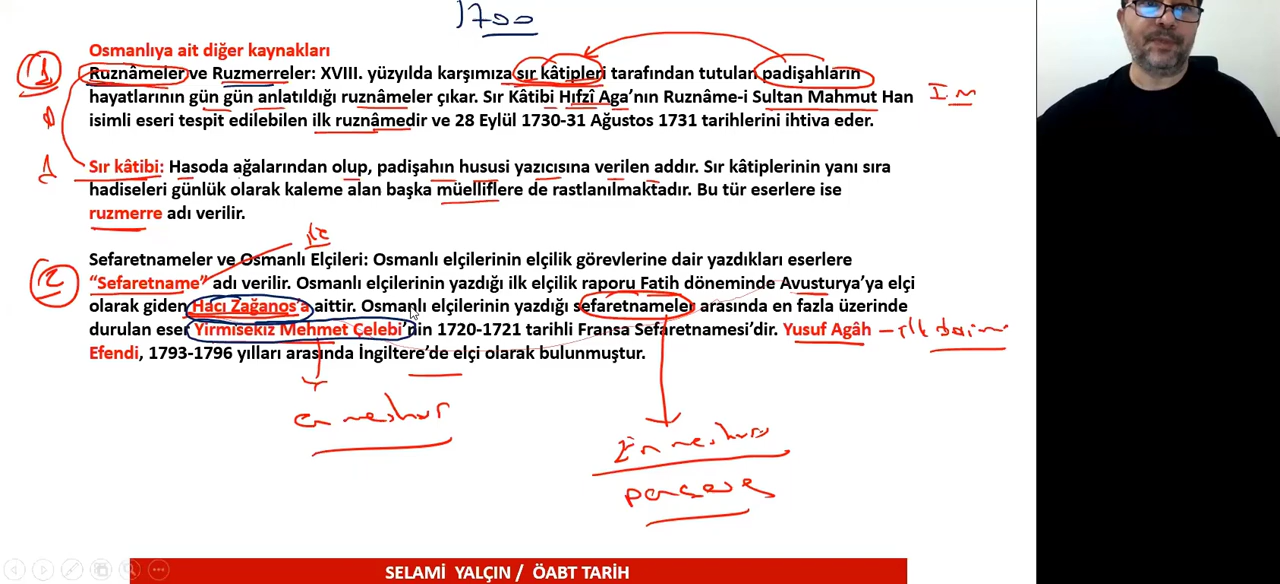 1700
Osmanlıya ait diğer kaynakları
1
Ruznâmeler ve Ruzmerreler: XVIII. yüzyılda karşımıza sır kâtipleri tarafından tutulan padişahların
hayatlarının gün gün anlatıldığı ruznâmeler çıkar. Sır Kâtibi Hıfzî Aga’nın Ruznâme-i Sultan Mahmut Han
I.M
isimli eseri tespit edilebilen ilk ruznâmedir ve 28 Eylül 1730-31 Ağustos 1731 tarihlerini ihtiva eder.
Sır kâtibi: Hasoda ağalarından olup, padişahın hususi yazıcısına verilen addır. Sır kâtiplerinin yanı sıra
hadiseleri günlük olarak kaleme alan başka müelliflere de rastlanılmaktadır. Bu tür eserlere ise
ruzmerre adı verilir.
Sefaretnameler ve Osmanlı Elçileri: Osmanlı elçilerinin elçilik görevlerine dair yazdıkları eserlere
2
“Sefaretname” adı verilir. Osmanlı elçilerinin yazdığı ilk elçilik raporu Fatih döneminde Avusturya’ya elçi
olarak giden Hacı Zağanos’a aittir. Osmanlı elçilerinin yazdığı sefaretnameler arasında en fazla üzerinde
durulan eser Yirmisekiz Mehmet Çelebi’nin 1720-1721 tarihli Fransa Sefaretnamesi’dir. Yusuf Agâh
– ilk daimi
Efendi, 1793-1796 yılları arasında İngiltere’de elçi olarak bulunmuştur.
en meshur
En meshur
SELAMİ YALÇIN / ÖABT TARİH